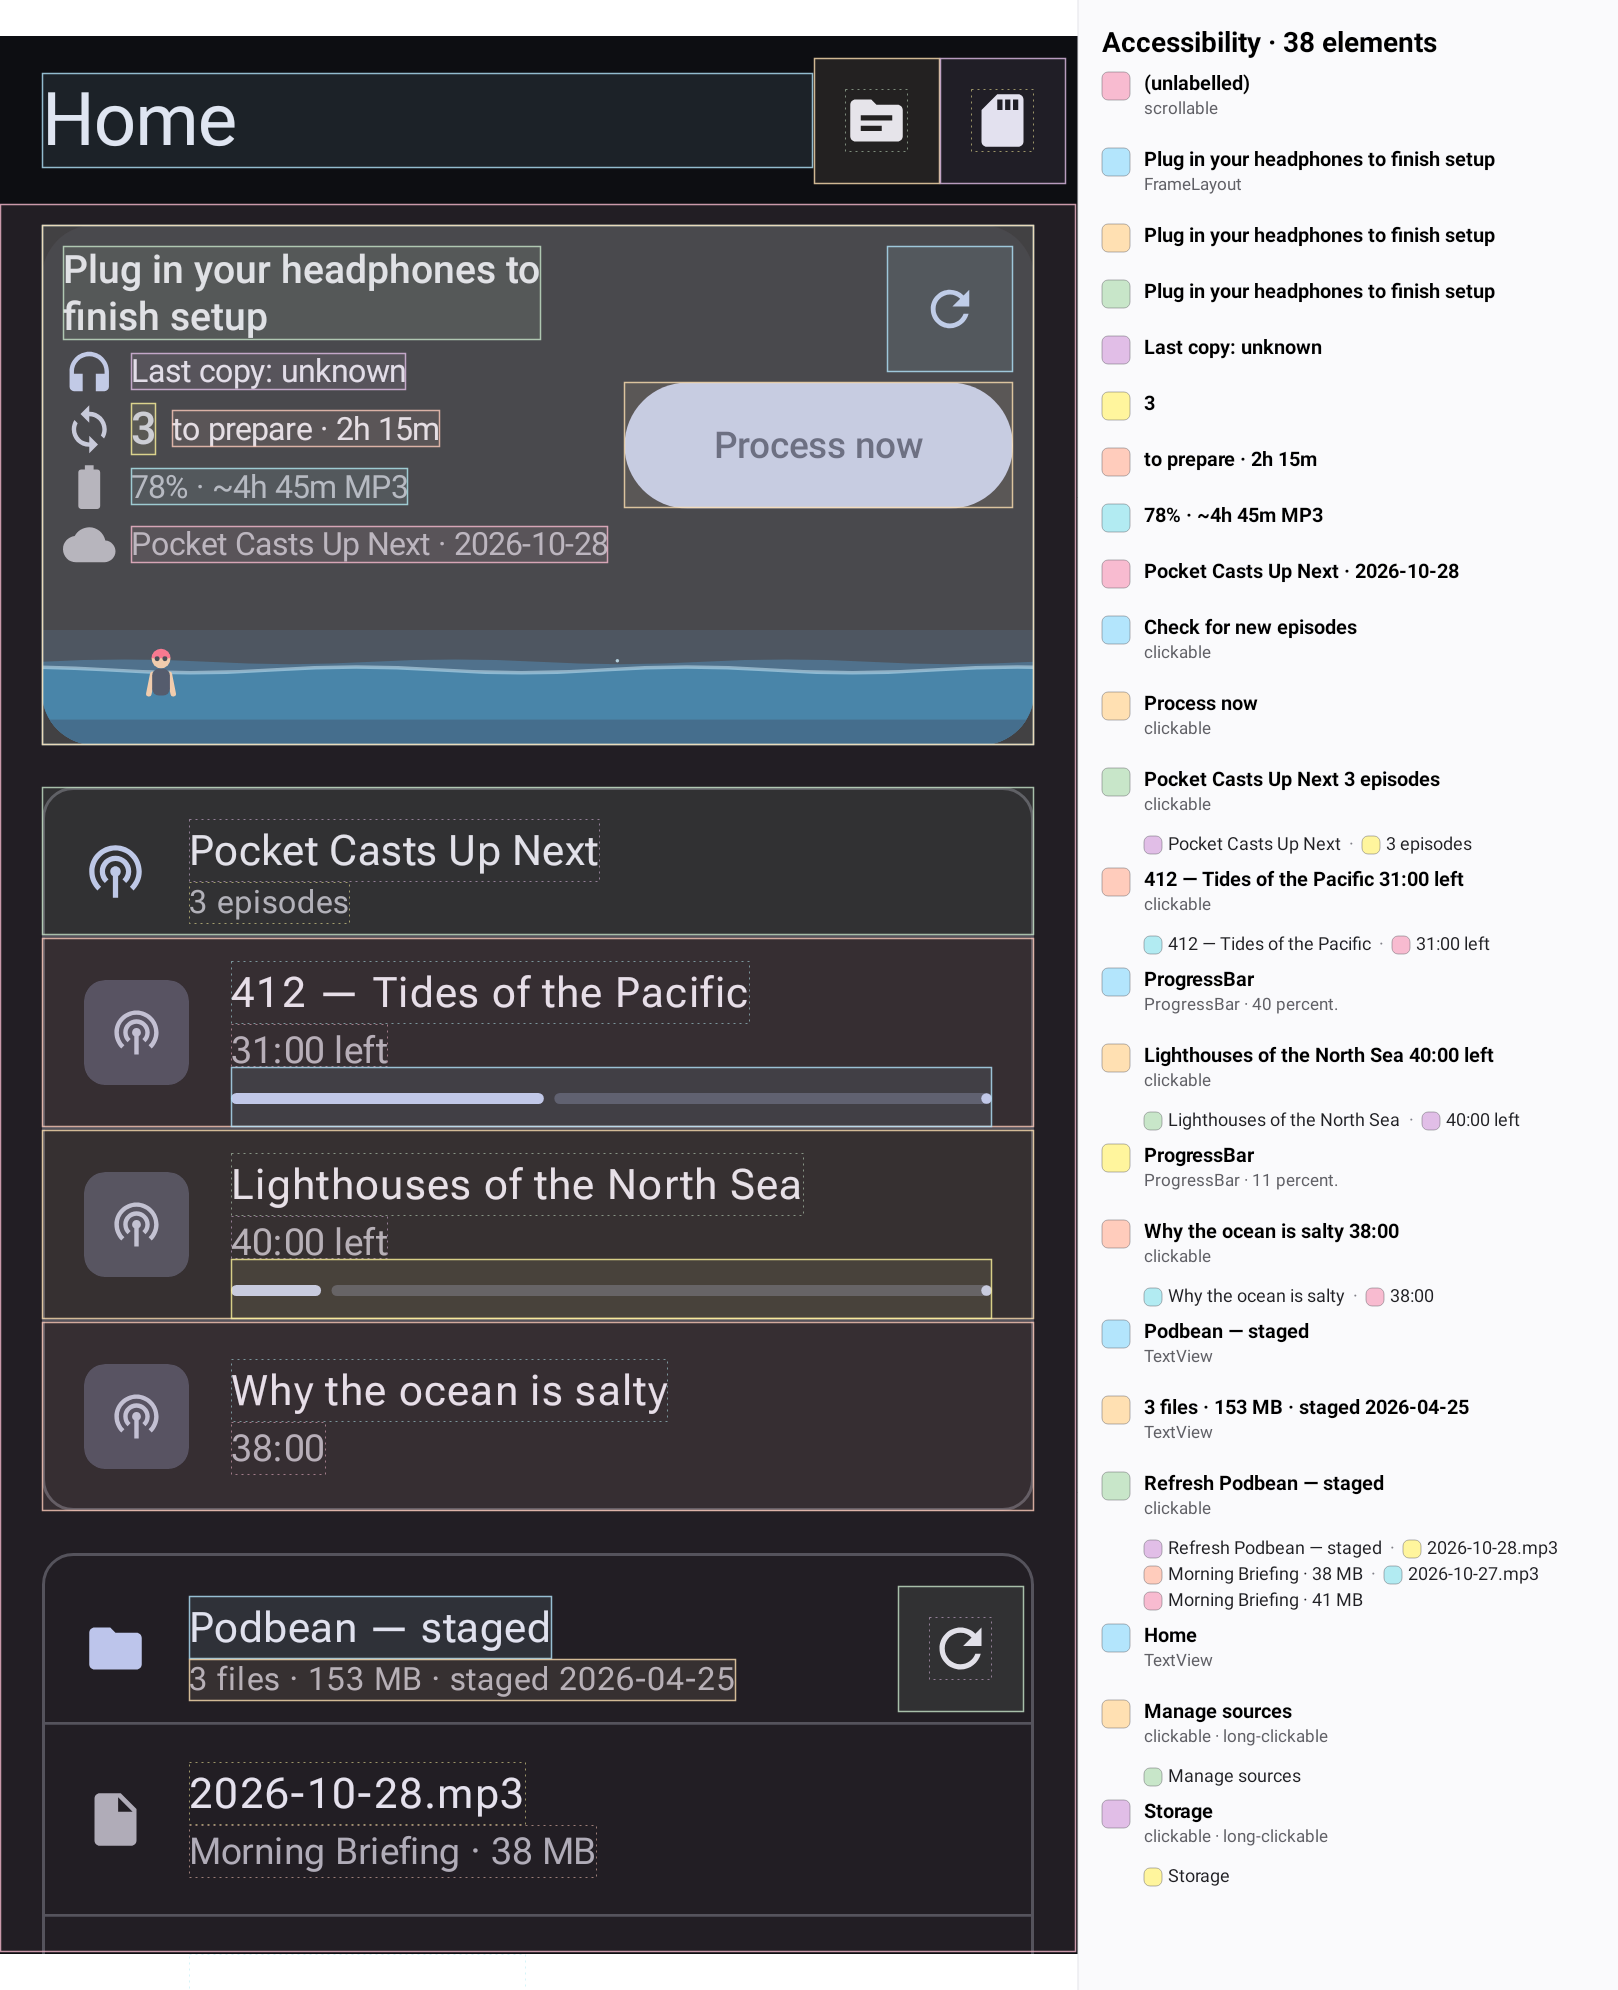 Home
Plug in your headphones to
finish setup
Last copy: unknown
3 to prepare · 2h 15m
78% · ~4h 45m MP3
Pocket Casts Up Next · 2026-10-28
Process now
Pocket Casts Up Next
3 episodes
412 — Tides of the Pacific
31:00 left
Lighthouses of the North Sea
40:00 left
Why the ocean is salty
38:00
Podbean — staged
3 files · 153 MB · staged 2026-04-25
2026-10-28.mp3
Morning Briefing · 38 MB
Accessibility · 38 elements
(unlabelled)
scrollable
Plug in your headphones to finish setup
FrameLayout
Plug in your headphones to finish setup
Plug in your headphones to finish setup
Last copy: unknown
3
to prepare · 2h 15m
78% · ~4h 45m MP3
Pocket Casts Up Next · 2026-10-28
Check for new episodes
clickable
Process now
clickable
Pocket Casts Up Next 3 episodes
clickable
Pocket Casts Up Next · 3 episodes
412 — Tides of the Pacific 31:00 left
clickable
412 — Tides of the Pacific · 31:00 left
ProgressBar
ProgressBar · 40 percent.
Lighthouses of the North Sea 40:00 left
clickable
Lighthouses of the North Sea · 40:00 left
ProgressBar
ProgressBar · 11 percent.
Why the ocean is salty 38:00
clickable
Why the ocean is salty · 38:00
Podbean — staged
TextView
3 files · 153 MB · staged 2026-04-25
TextView
Refresh Podbean — staged
clickable
Refresh Podbean — staged · 2026-10-28.mp3
Morning Briefing · 38 MB · 2026-10-27.mp3
Morning Briefing · 41 MB
Home
TextView
Manage sources
clickable · long-clickable
Manage sources
Storage
clickable · long-clickable
Storage